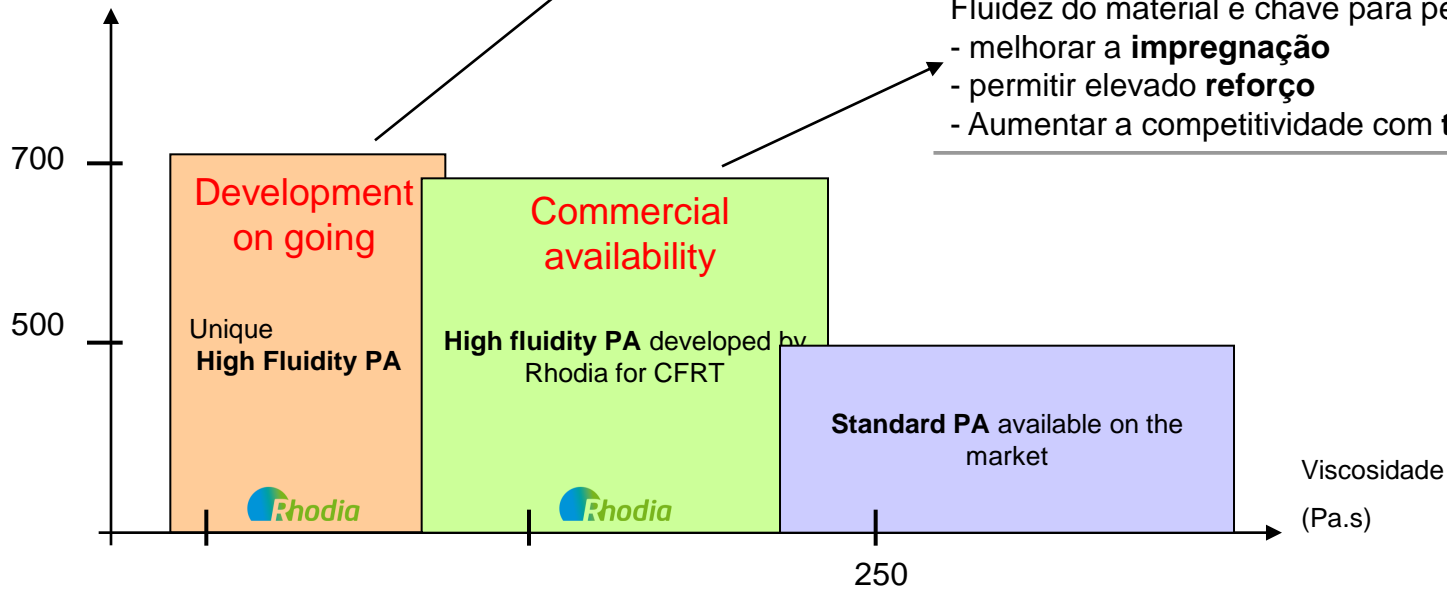 Fluidez do material e chave para
- melhorar a impregnação
- permitir elevado reforço
- Aumentar a competitividade com
700
Development
on going
Commercial
availability
500
Unique
High Fluidity PA
High fluidity PA developed by
Rhodia for CFRT
Standard PA available on the
market
Viscosidade
(Pa.s)
Rhodia
Rhodia
250